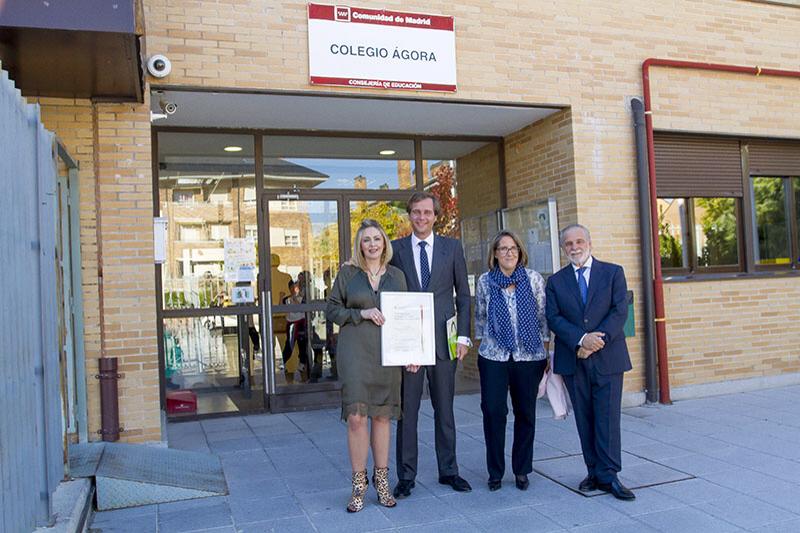 Comunidad de Madrid
COLEGIO ÁGORA
CONSEJERÍA DE EDUCACIÓN